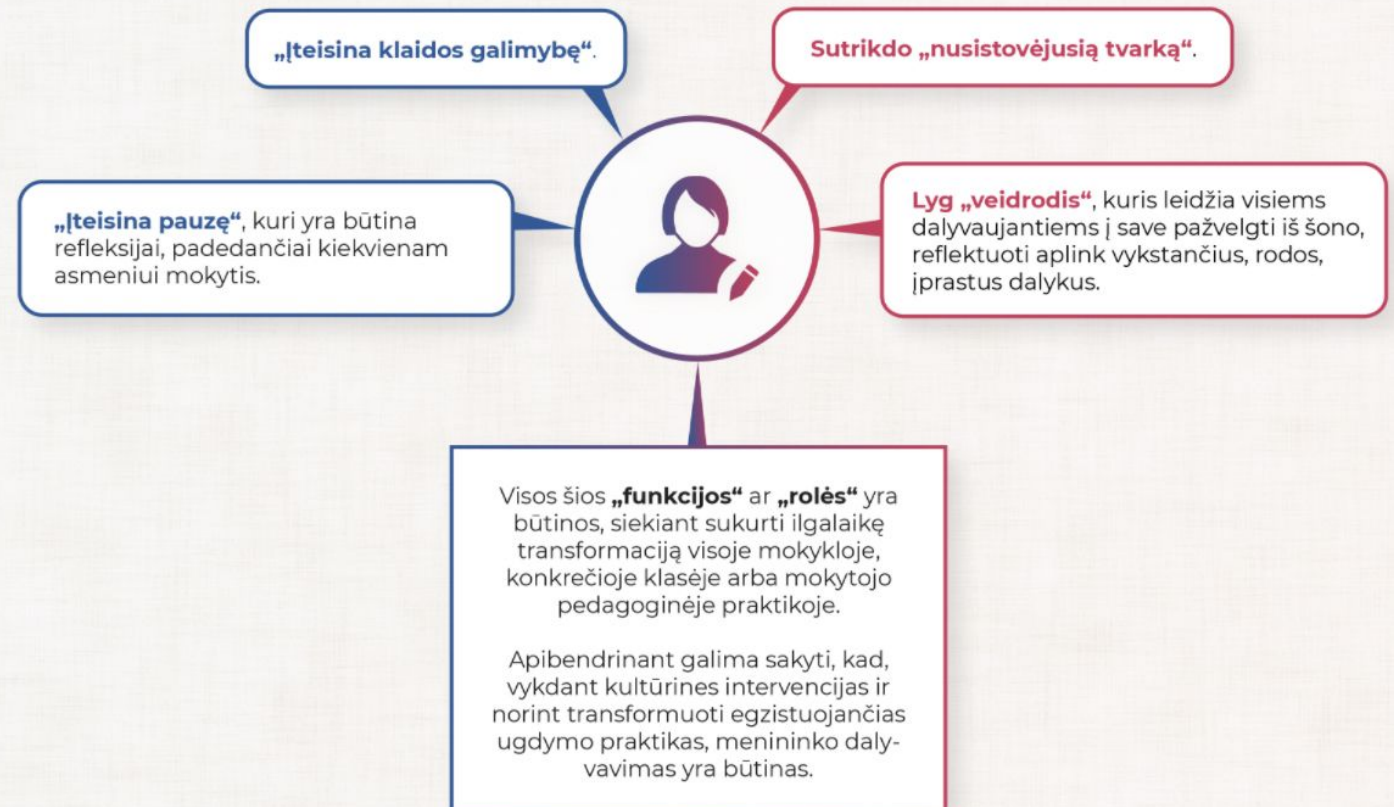 „Įteisina klaidos galimybę“.
Sutrikdo „nusistovėjusią tvarką“.
„Įteisina pauzę“, kuri yra būtina
refleksijai, padedančiai kiekvienam
asmeniui mokytis.
Lyg „veidrodis“, kuris leidžia visiems
dalyvaujantiems į save pažvelgti iš šono,
reflektuoti aplink vykstančius, rodos,
įprastus dalykus.
Visos šios „funkcijos“ ar „rolės“ yra
būtinos, siekiant sukurti ilgalaikę
transformaciją visoje mokykloje,
konkrečioje klasėje arba mokytojo
pedagoginėje praktikoje.
Apibendrinant galima sakyti, kad,
vykdant kultūrines intervencijas ir
norint transformuoti egzistuojančias
ugdymo praktikas, menininko daly-
vavimas yra būtinas.